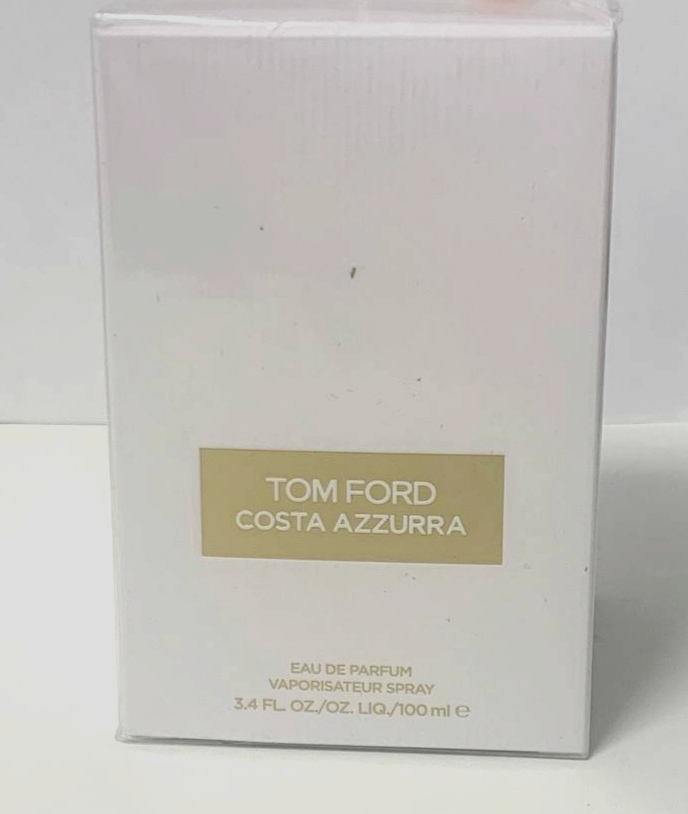 TOM FORD
COSTA AZZURRA
EAU DE PARFUM
VAPORISATEUR SPRAY
3.4 FL. OZ./OZ. LIQ./100 ml ℮